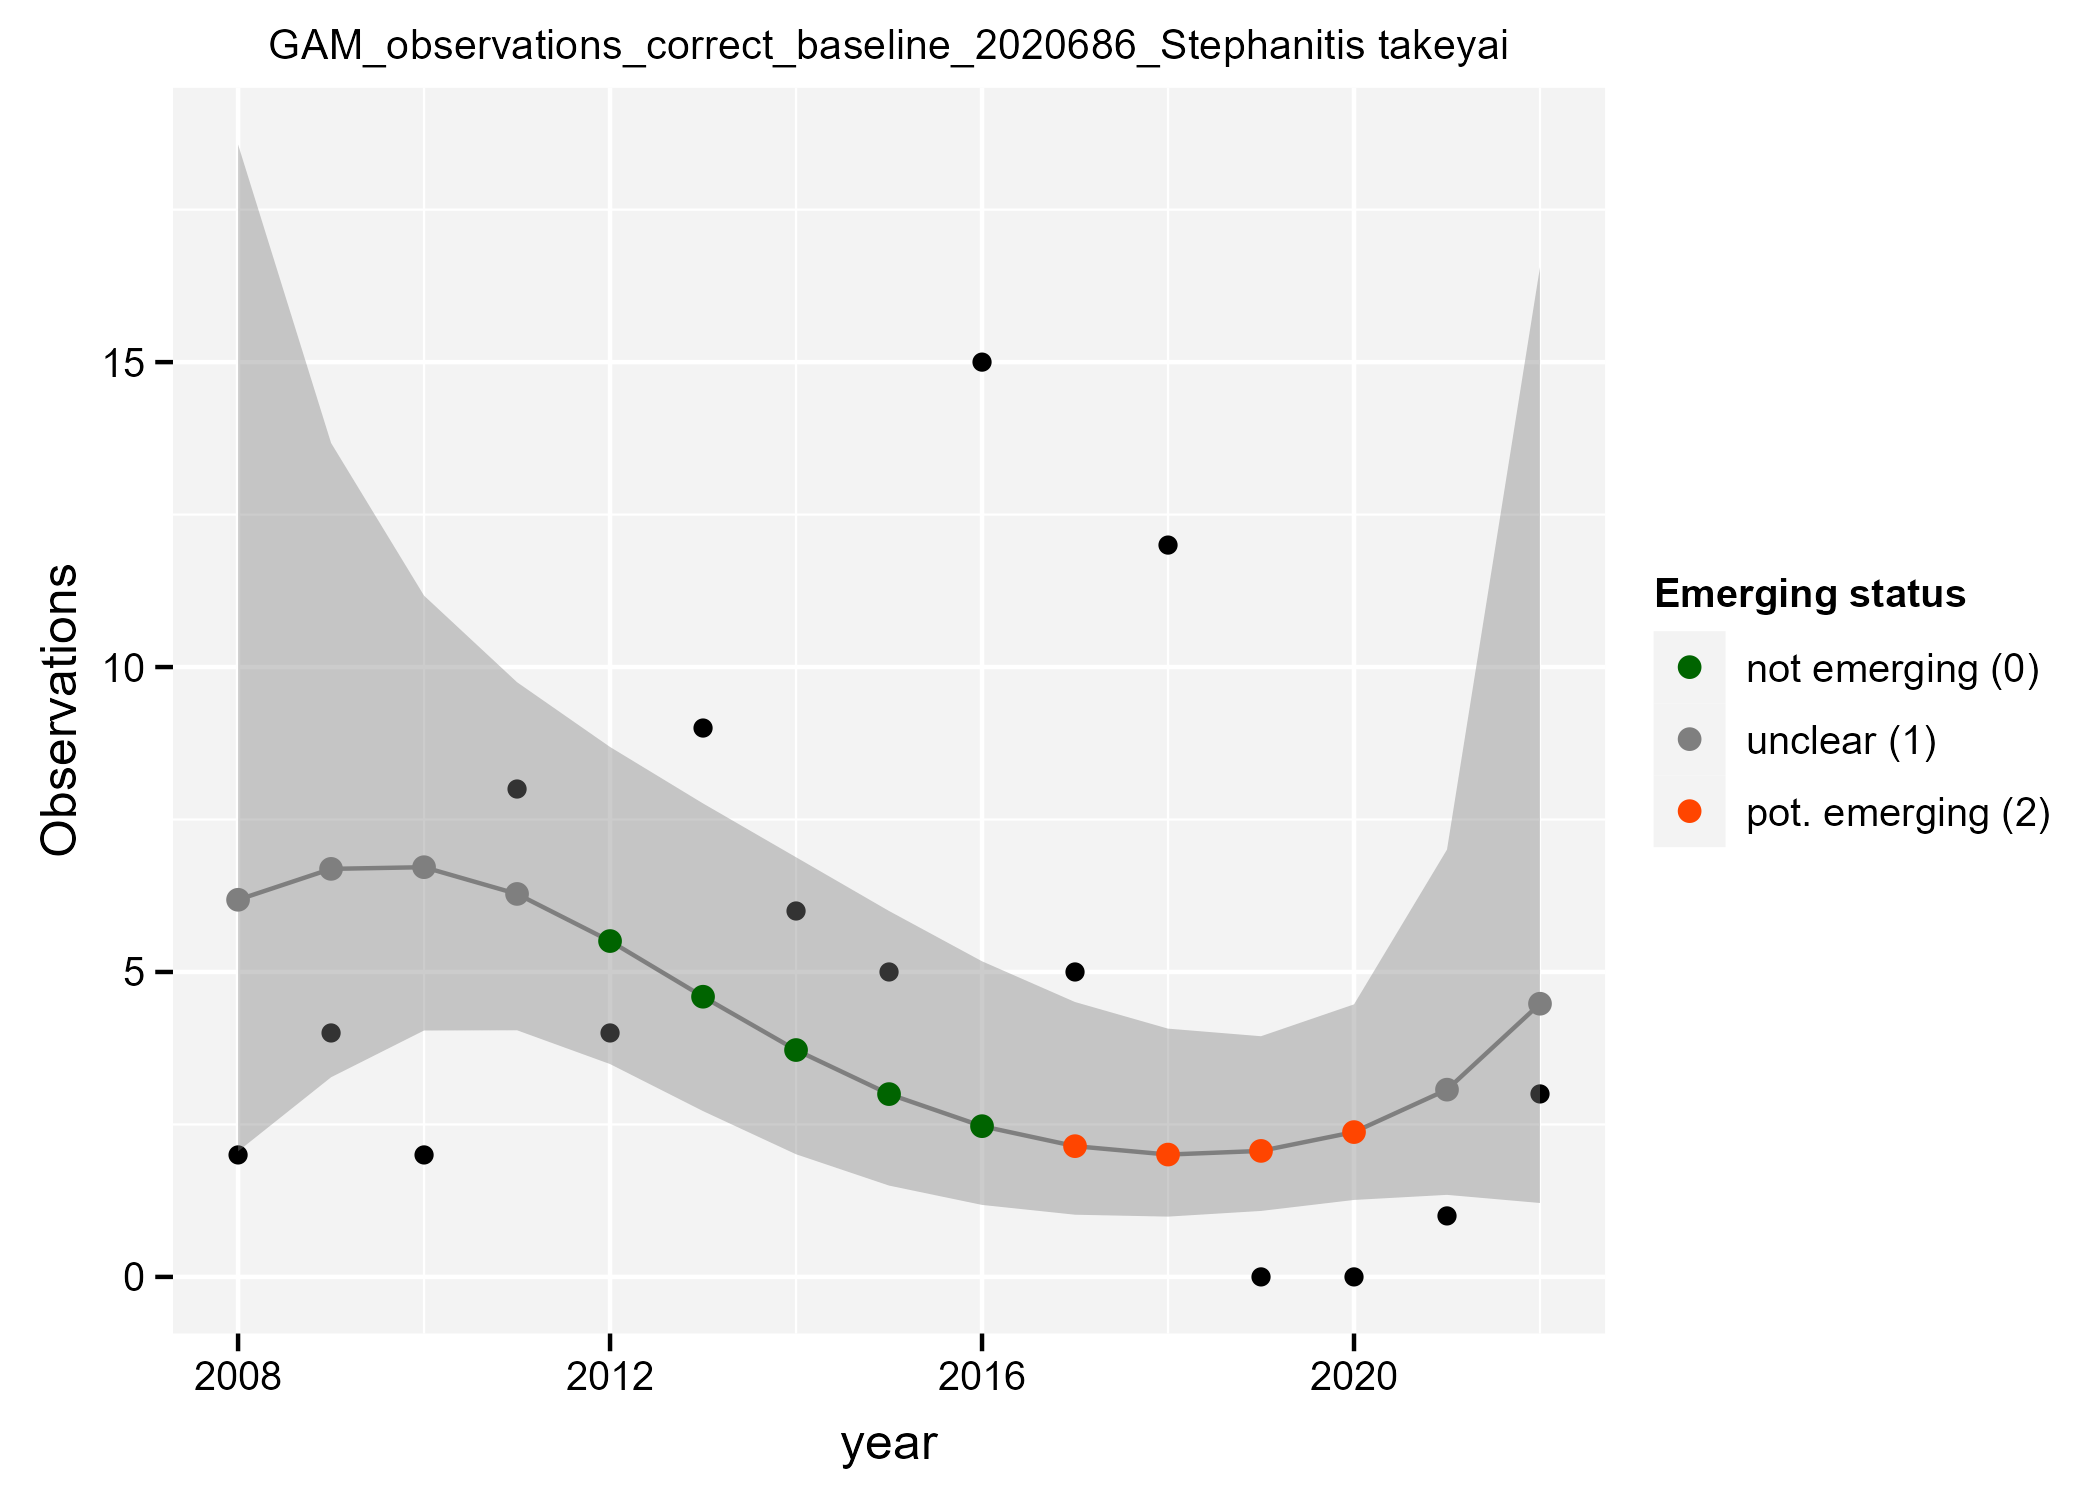 GAM_observations_correct_baseline_2020686_Stephanitis takeyai
Observations
15
10
5
0
2008
2012
2016
2020
year
Emerging status
not emerging (0)
unclear (1)
pot. emerging (2)